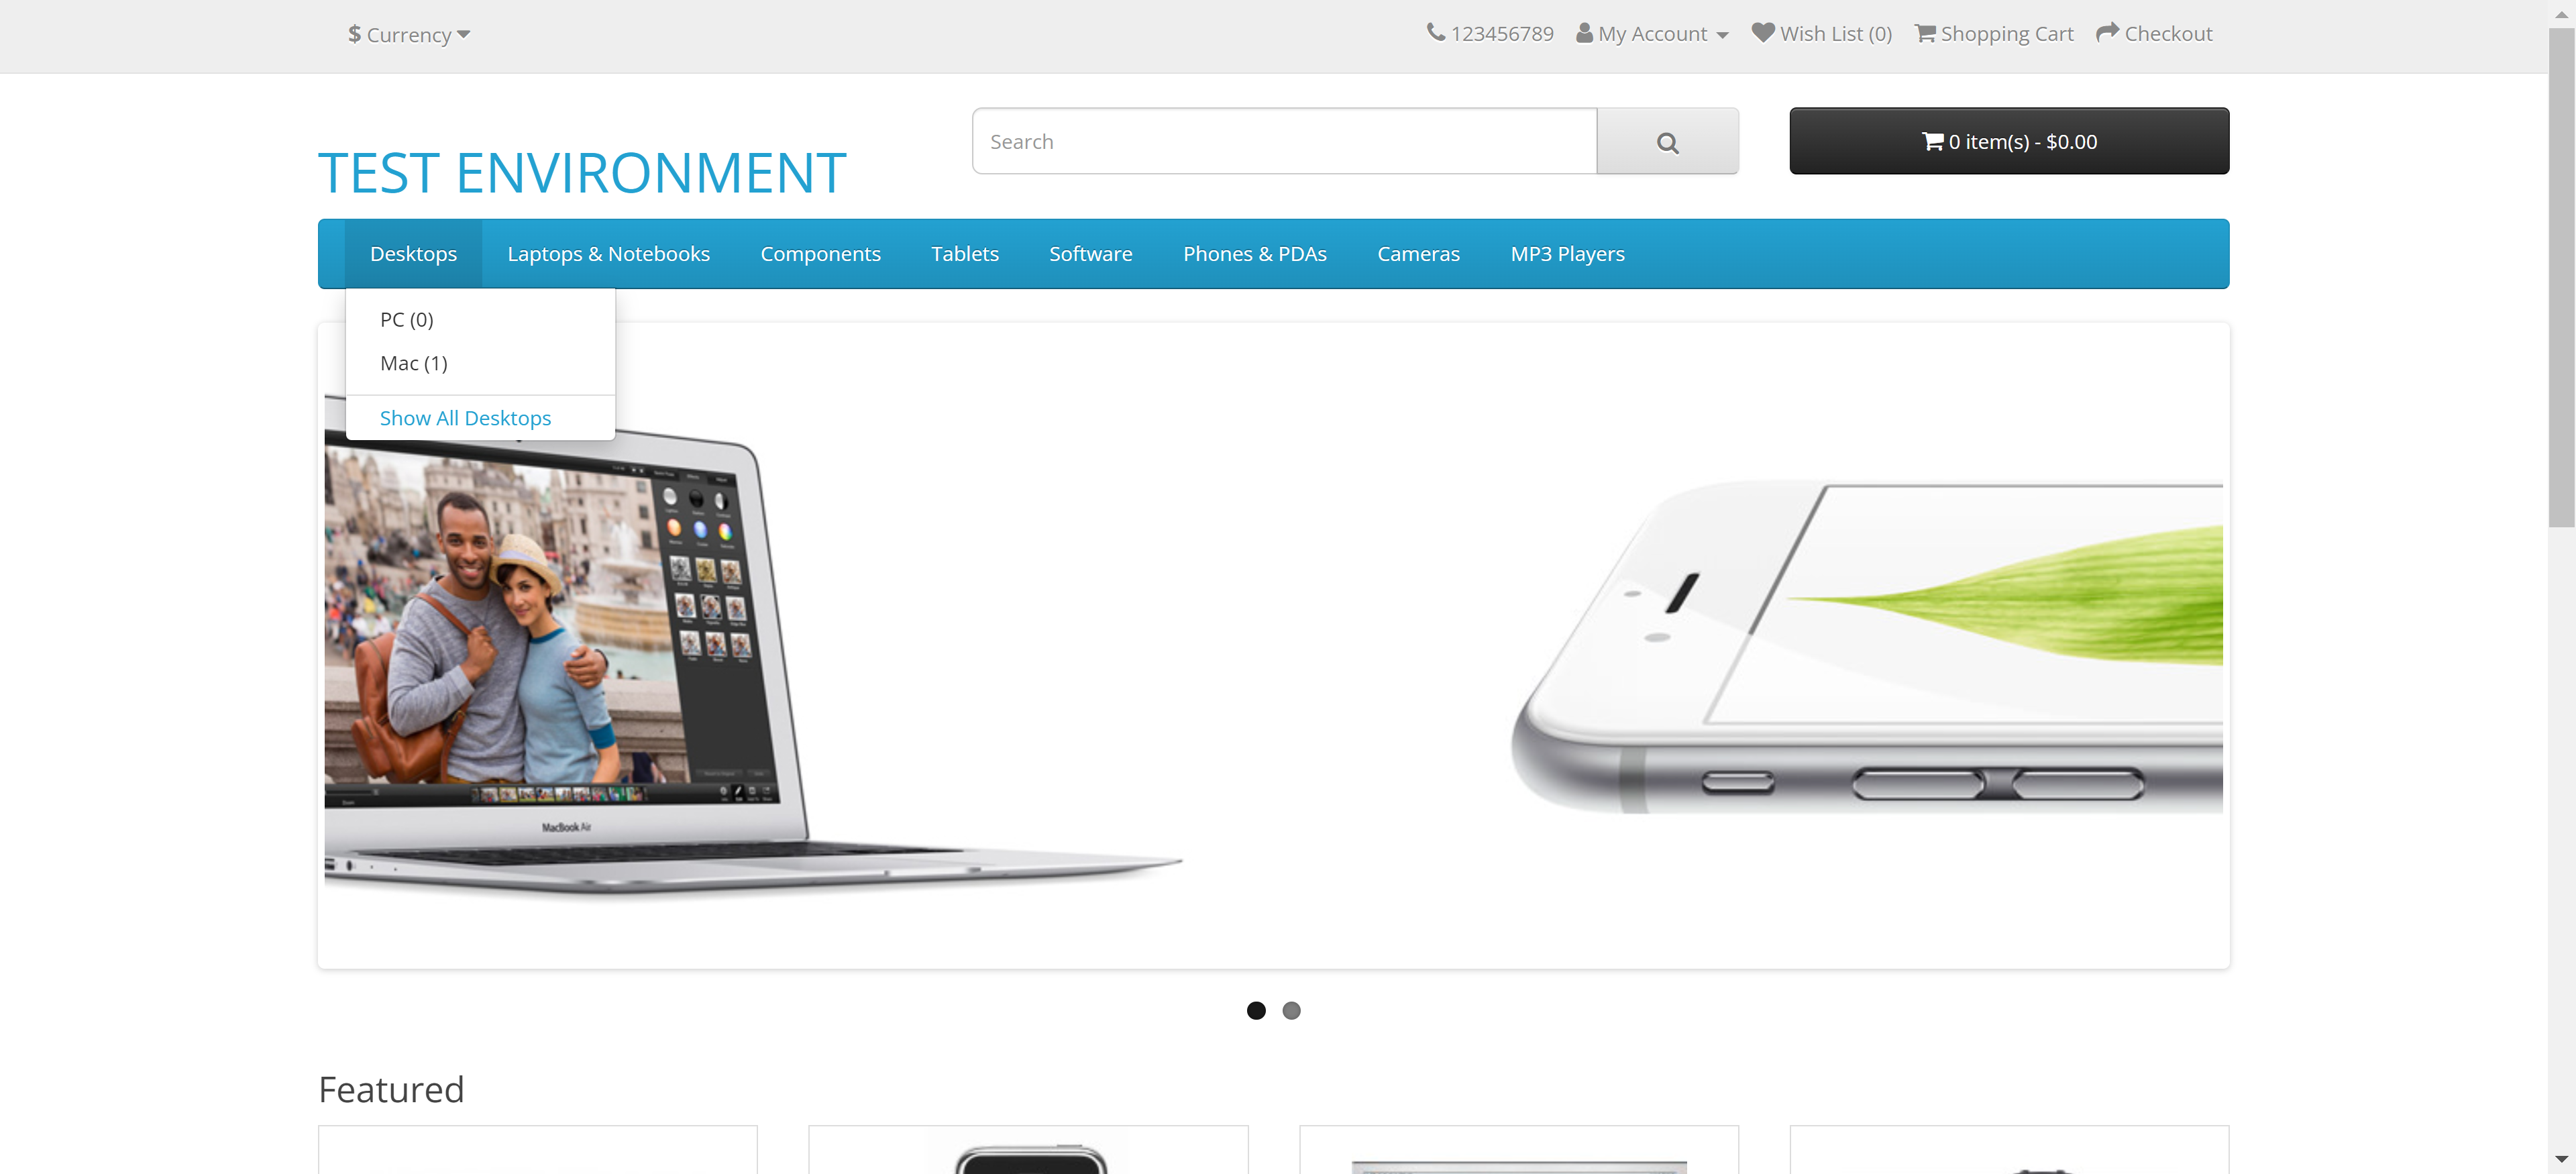 $ Currency
123456789 My Account Wish List (0) Shopping Cart Checkout
TEST ENVIRONMENT
Search
0 item(s) - $0.00
Desktops Laptops & Notebooks Components Tablets Software Phones & PDAs Cameras MP3 Players
PC (0)
Mac (1)
Show All Desktops
MacBook Air
Featured